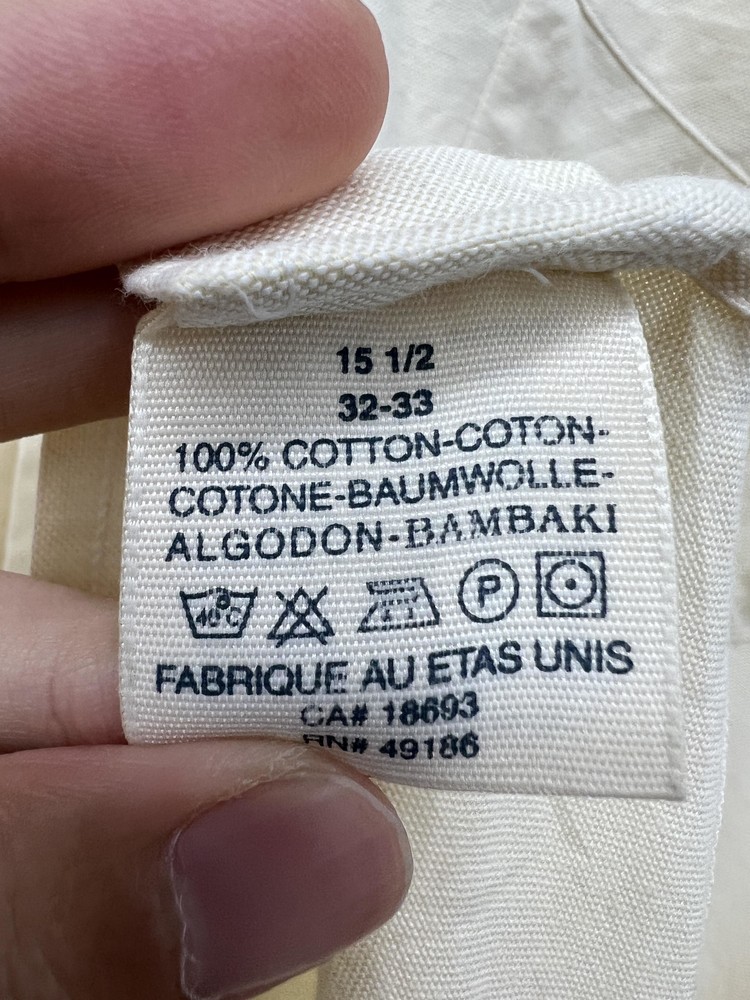 15 1/2
32-33
100% COTTON-COTON-
COTONE-BAUMWOLLE-
ALGODON-BAMBAKI
40°C P
FABRIQUE AU ETAS UNIS
CA# 18693
RN# 49186